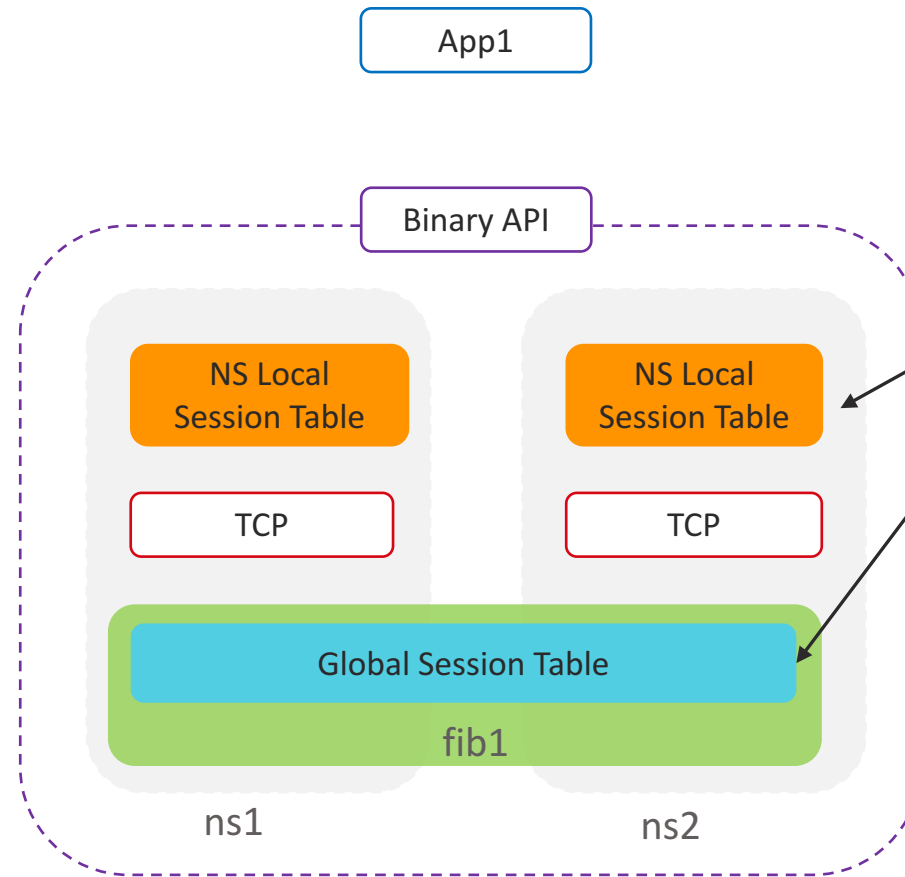 App1
Binary API
NS Local
Session Table
NS Local
Session Table
TCP
TCP
Global Session Table
fib1
ns1
ns2